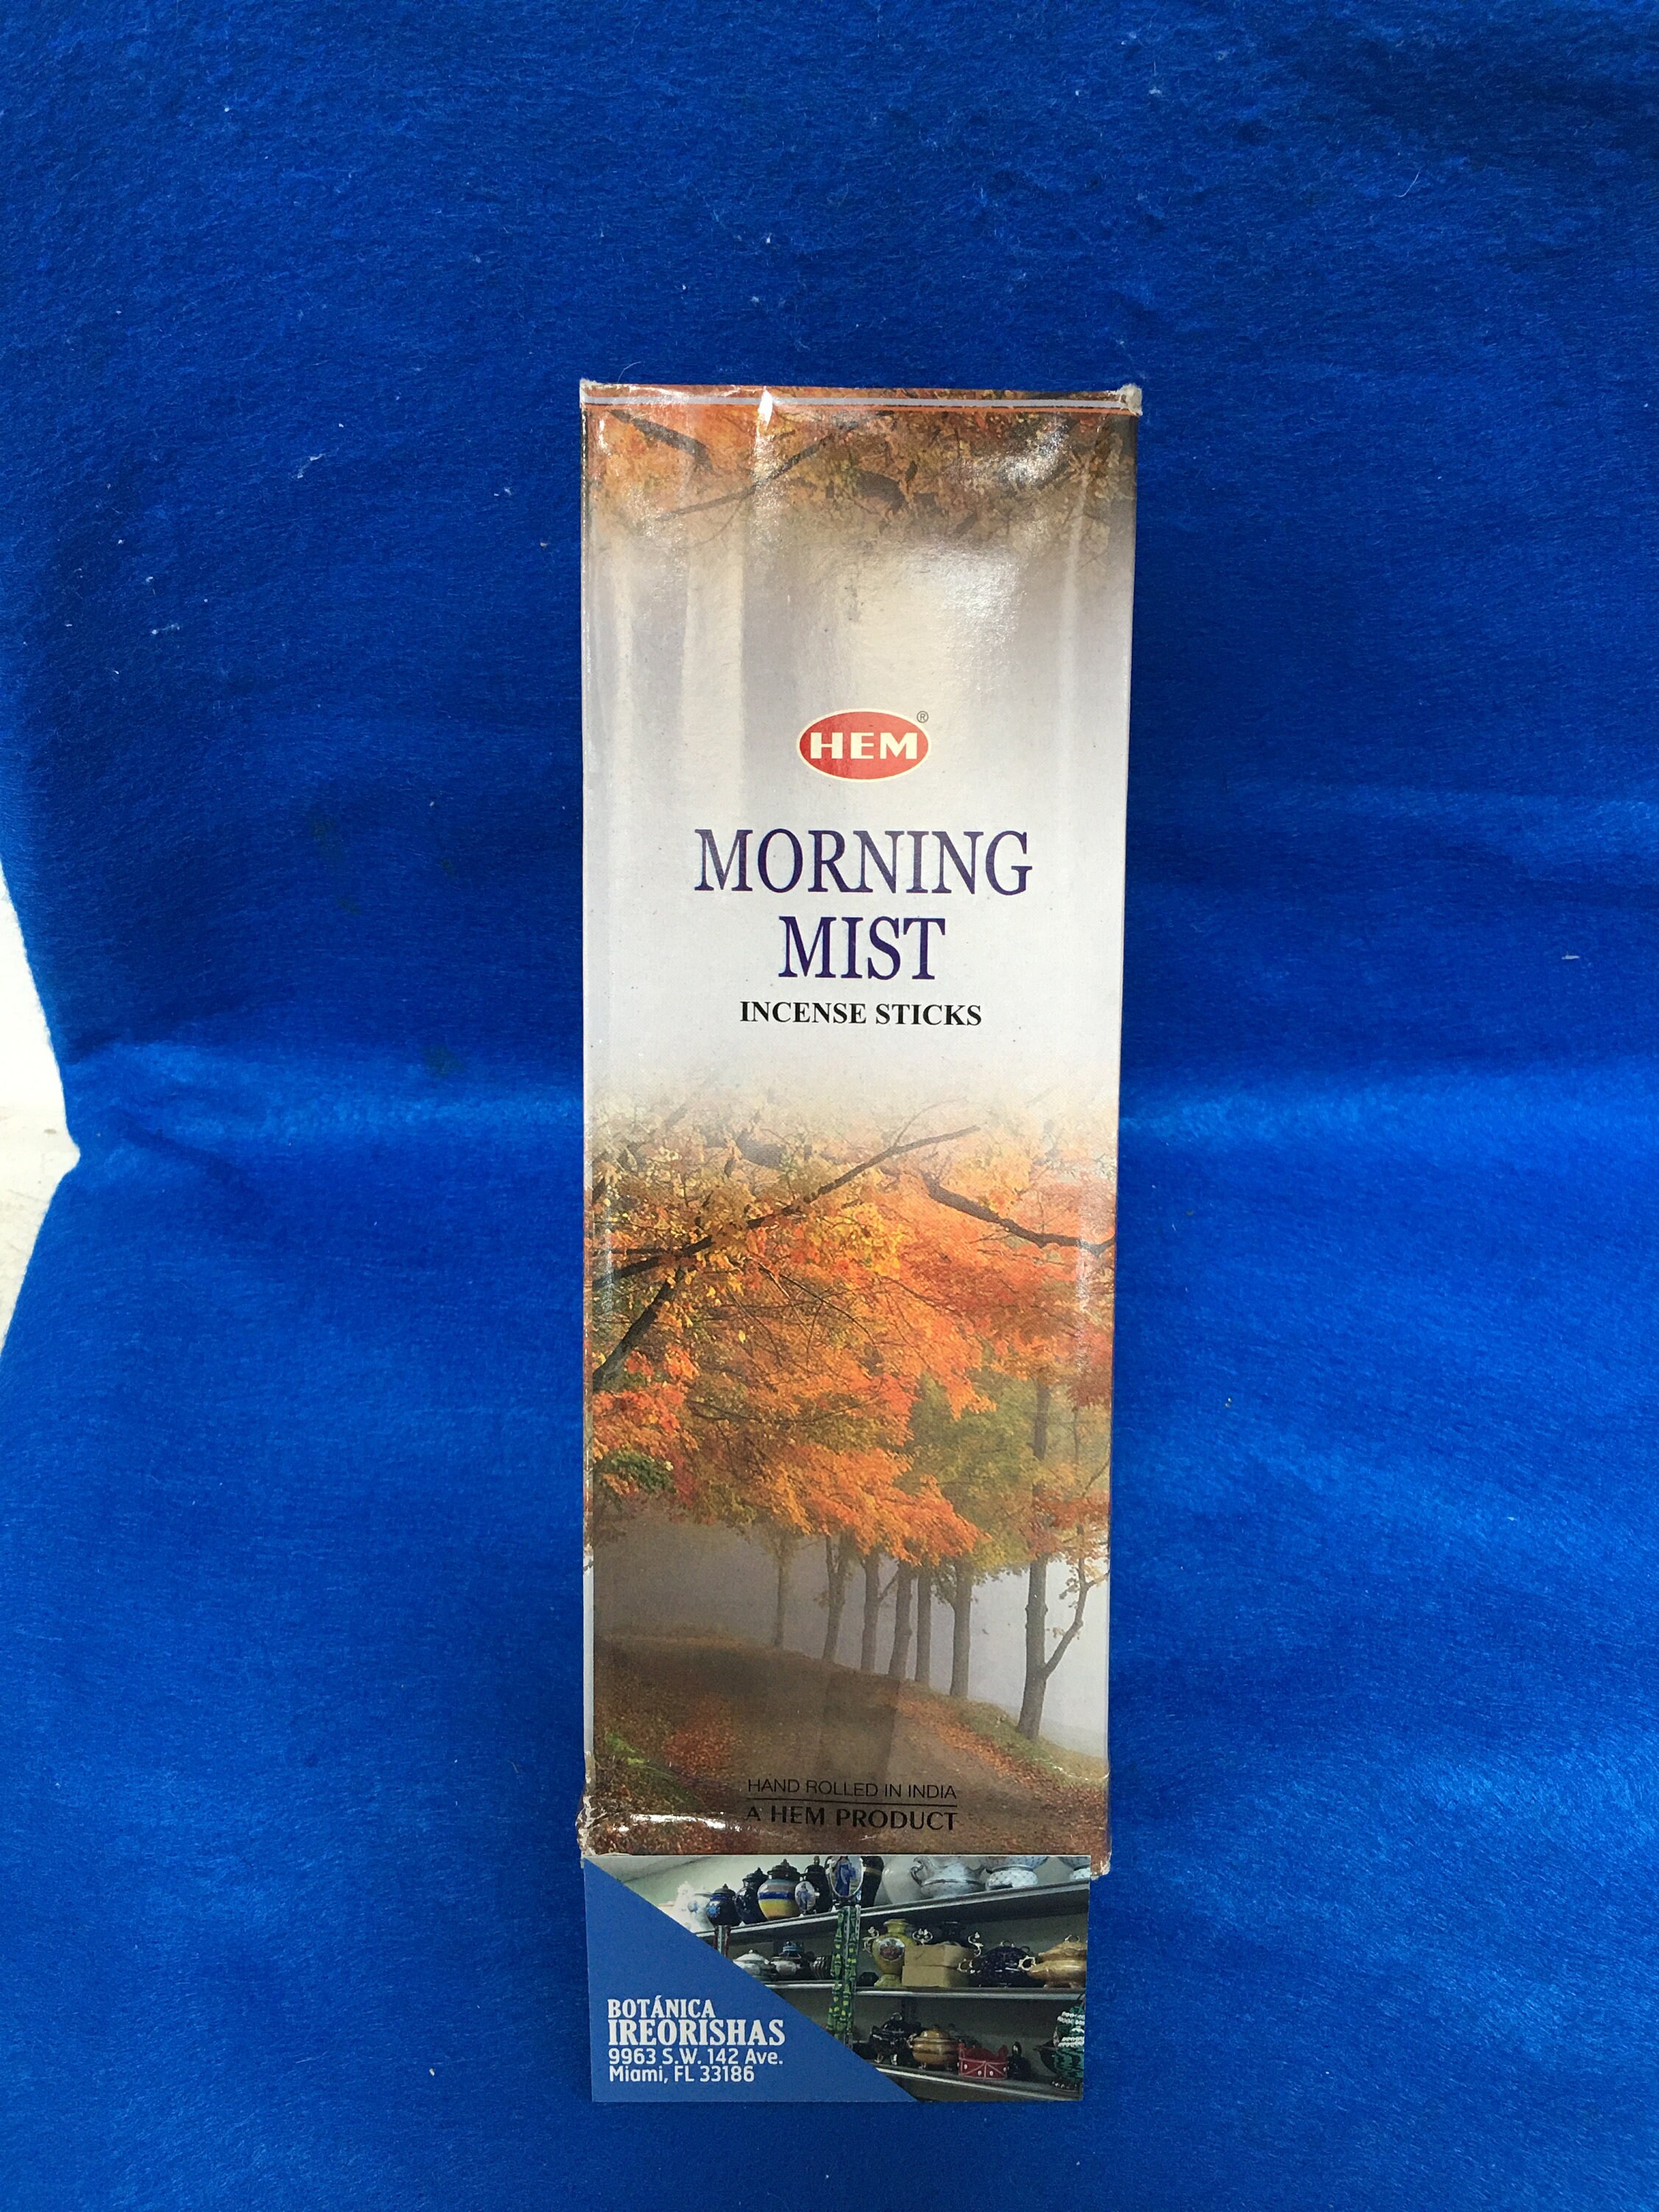 HEM®
MORNING
MIST
INCENSE STICKS
HAND ROLLED IN INDIA
A HEM PRODUCT
BOTÁNICA
IREORISHAS
9963 S.W. 142 Ave.
Miami, FL 33186